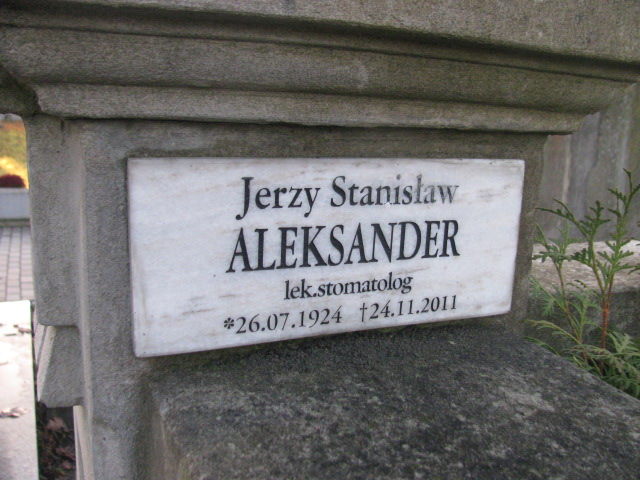 Jerzy Stanisław
ALEKSANDER
lek.stomatolog
*26.07.1924 †24.11.2011